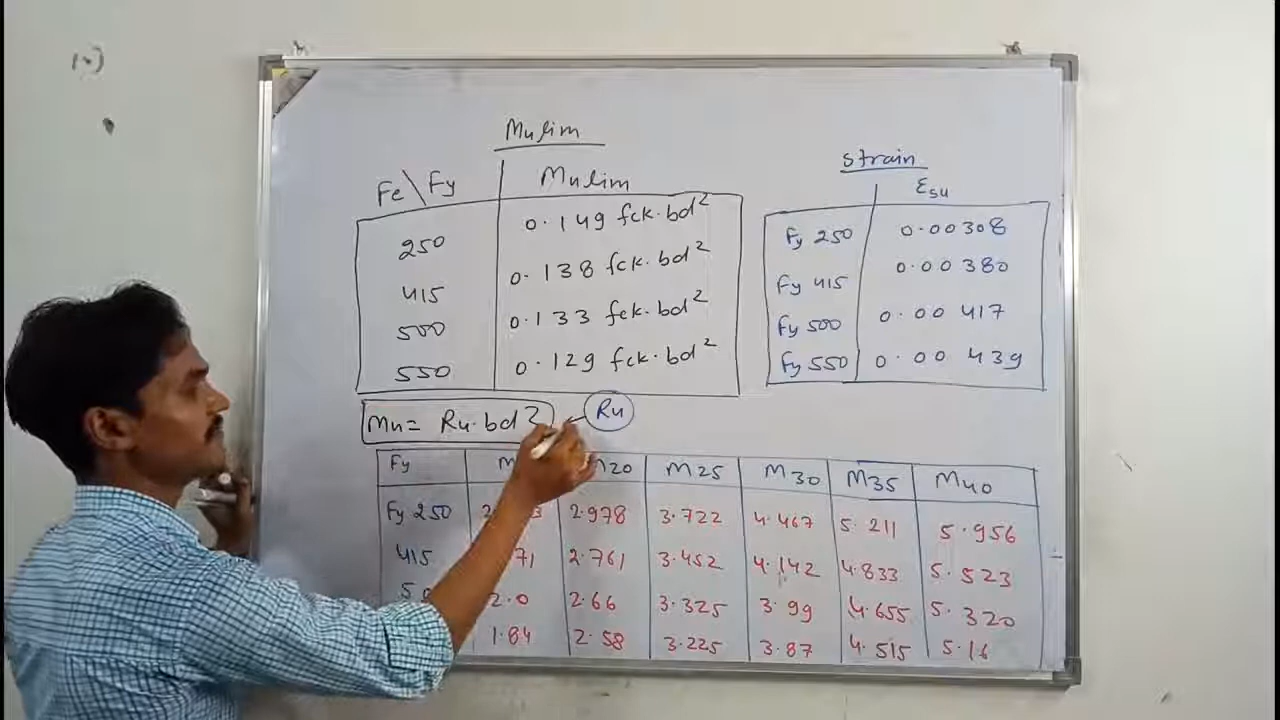 Mulim
Fe\Fy Mulim
250 0.149 fck.bd²
415 0.138 fck.bd²
500 0.133 fck.bd²
550 0.129 fck.bd²
Strain
Esu
Fy 250 0.00308
Fy 415 0.00380
Fy 500 0.00417
Fy 550 0.00439
Mu = Ru.bd² Ru
Fy M20 M25 M30 M35 M40
Fy 250 2.978 3.722 4.467 5.211 5.956
415 2.761 3.452 4.142 4.833 5.523
2.0 2.66 3.325 3.99 4.655 5.320
1.84 2.58 3.225 3.87 4.515 5.16